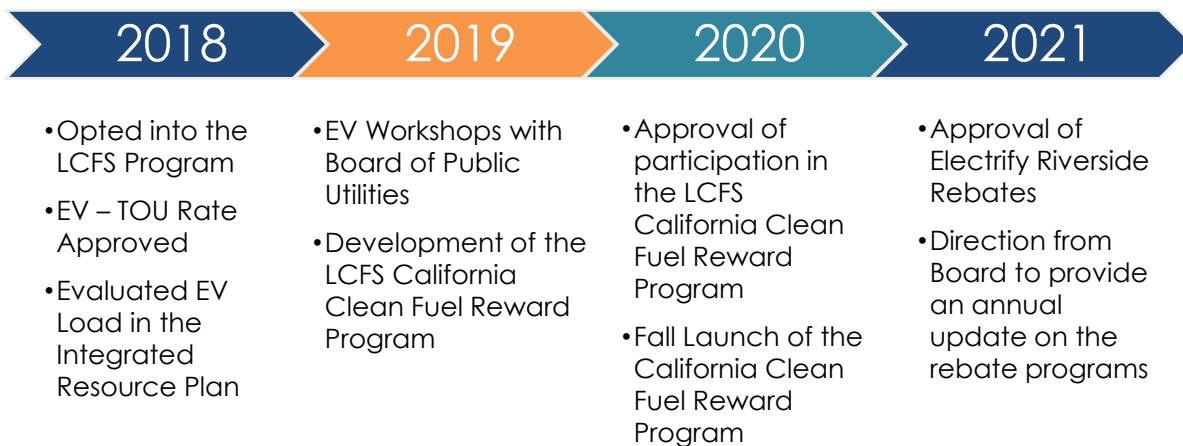 2018
2019
2020
2021
•Opted into the
LCFS Program
•EV – TOU Rate
Approved
•Evaluated EV
Load in the
Integrated
Resource Plan
•EV Workshops with
Board of Public
Utilities
•Development of the
LCFS California
Clean Fuel Reward
Program
•Approval of
participation in
the LCFS
California Clean
Fuel Reward
Program
•Fall Launch of the
California Clean
Fuel Reward
Program
•Approval of
Electrify Riverside
Rebates
•Direction from
Board to provide
an annual
update on the
rebate programs